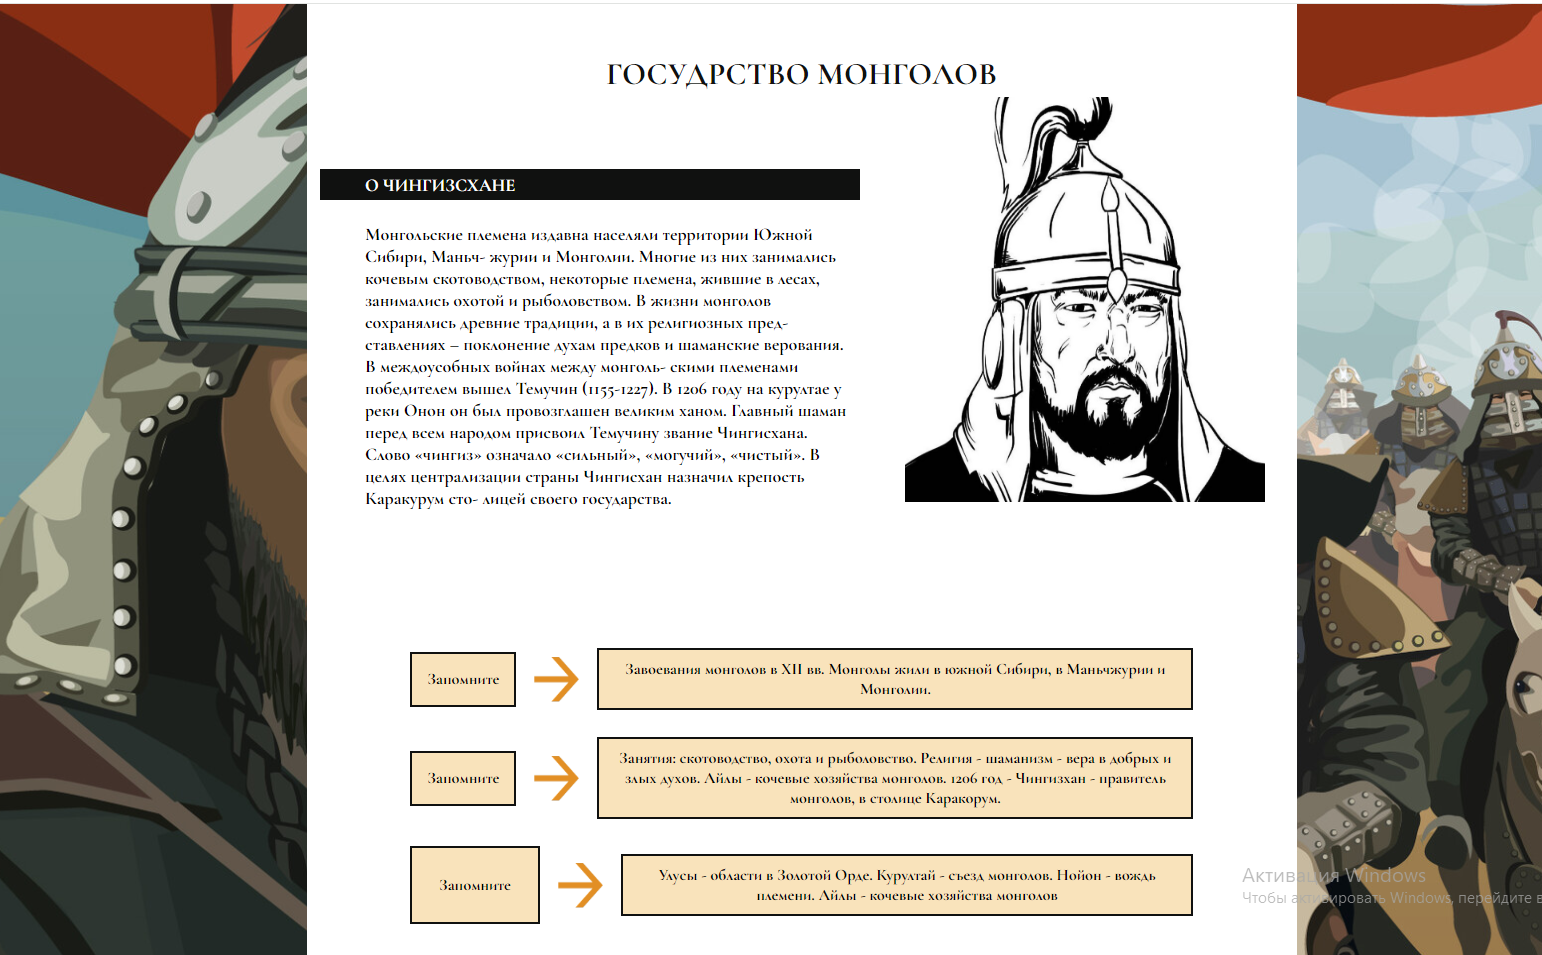 ГОСУДРСТВО МОНГОЛОВ
О ЧИНГИЗСХАНЕ
Монгольские племена издавна населяли территории Южной
Сибири, Маньч- журии и Монголии. Многие из них занимались
кочевым скотоводством, некоторые племена, жившие в лесах,
занимались охотой и рыболовством. В жизни монголов
сохранялись древние традиции, а в их религиозных пред-
ставлениях – поклонение духам предков и шаманские верования.
В междоусобных войнах между монголь- скими племенами
победителем вышел Темучин (1155-1227). В 1206 году на курултае у
реки Онон он был провозглашен великим ханом. Главный шаман
перед всем народом присвоил Темучину звание Чингисхана.
Слово «чингиз» означало «сильный», «могучий», «чистый». В
целях централизации страны Чингисхан назначил крепость
Каракурум сто- лицей своего государства.
Запомните
Завоевания монголов в XII вв. Монголы жили в южной Сибири, в Маньчжурии и
Монголии.
Запомните
Занятия: скотоводство, охота и рыболовство. Религия - шаманизм - вера в добрых и
злых духов. Айлы - кочевые хозяйства монголов. 1206 год - Чингизхан - правитель
монголов, в столице Каракорум.
Запомните
Улусы - области в Золотой Орде. Курултай - съезд монголов. Нойон - вождь
племени. Айлы - кочевые хозяйства монголов
Активация Windows
Чтобы активировать Windows, перейдите в